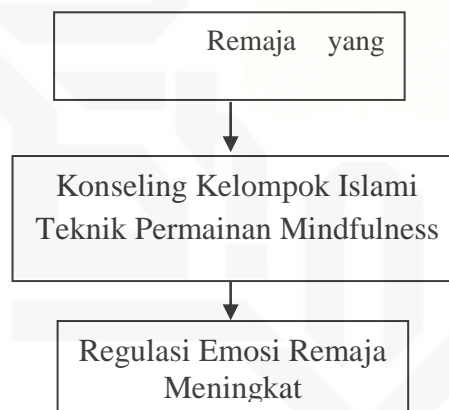 Remaja yang
Konseling Kelompok Islami
Teknik Permainan Mindfulness
Regulasi Emosi Remaja
Meningkat